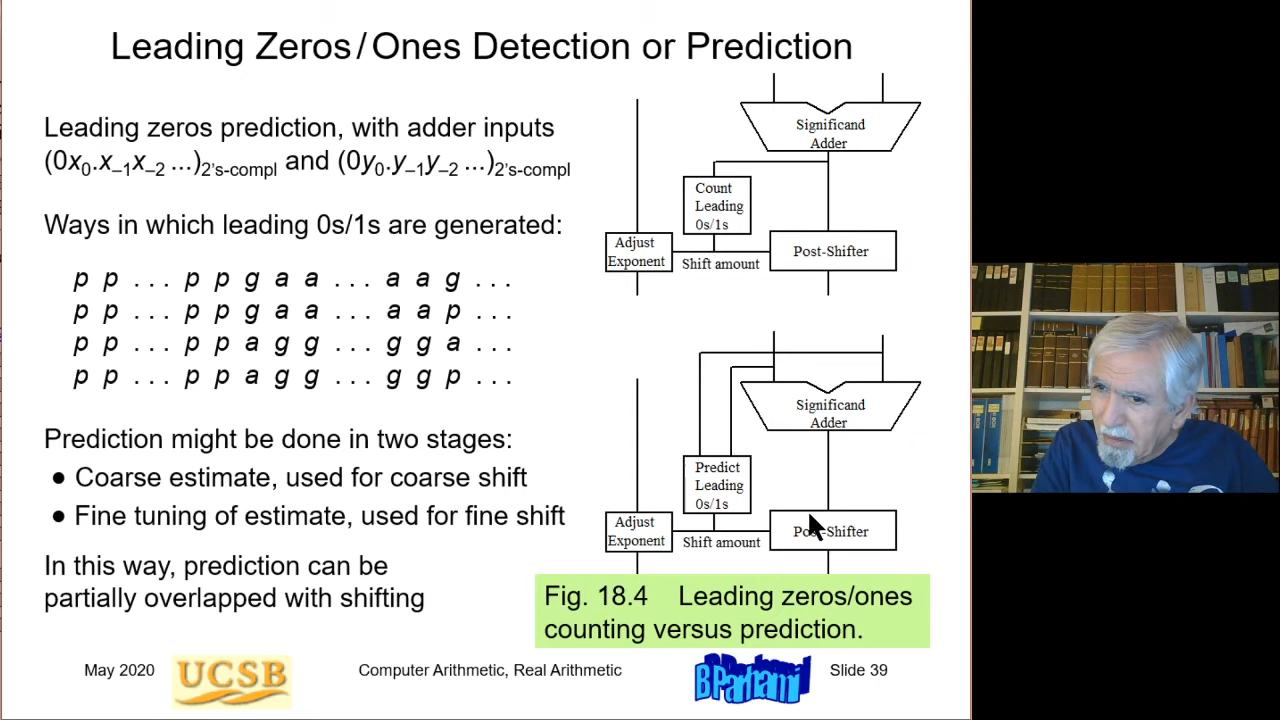 Leading Zeros/Ones Detection or Prediction
Leading zeros prediction, with adder inputs
(0x₀.x₋₁x₋₂ ...)2's-compl and (0y₀.y₋₁y₋₂ ...)2's-compl
Ways in which leading 0s/1s are generated:
p p ... p p g a a ... a a g ...
p p ... p p g a a ... a a p ...
p p ... p p a g g ... g g a ...
p p ... p p a g g ... g g p ...
Prediction might be done in two stages:
● Coarse estimate, used for coarse shift
● Fine tuning of estimate, used for fine shift
In this way, prediction can be
partially overlapped with shifting
Significand
Adder
Count
Leading
0s/1s
Adjust
Exponent
Shift amount
Post-Shifter
Significand
Adder
Predict
Leading
0s/1s
Adjust
Exponent
Shift amount
Post-Shifter
Fig. 18.4 Leading zeros/ones
counting versus prediction.
May 2020
UCSB
Computer Arithmetic, Real Arithmetic
B Parhami
Slide 39